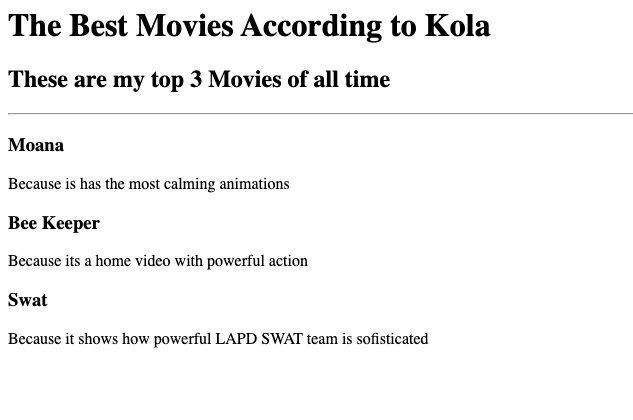 The Best Movies According to Kola
These are my top 3 Movies of all time
Moana
Because is has the most calming animations
Bee Keeper
Because its a home video with powerful action
Swat
Because it shows how powerful LAPD SWAT team is sofisticated